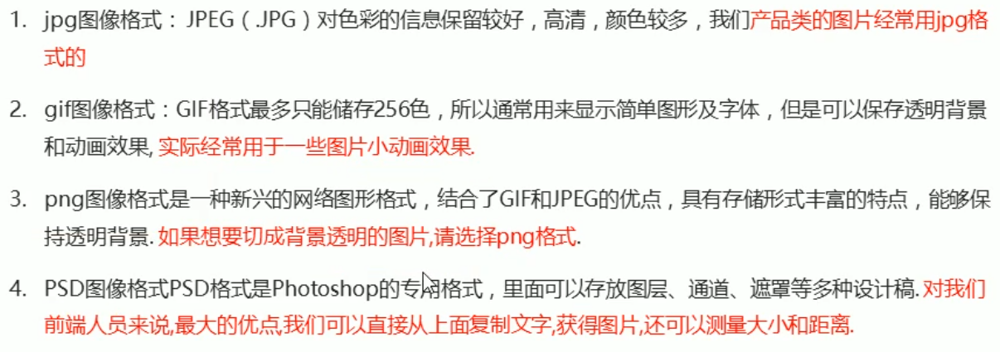 1. jpg图像格式：JPEG（.JPG）对色彩的信息保留较好，高清，颜色较多，我们产品类的图片经常用jpg格
式的
2. gif图像格式：GIF格式最多只能储存256色，所以通常用来显示简单图形及字体，但是可以保存透明背景
和动画效果, 实际经常用于一些图片小动画效果.
3. png图像格式是一种新兴的网络图形格式，结合了GIF和JPEG的优点，具有存储形式丰富的特点，能够保
持透明背景. 如果想要切成背景透明的图片,请选择png格式.
4. PSD图像格式PSD格式是Photoshop的专用格式，里面可以存放图层、通道、遮罩等多种设计稿. 对我们
前端人员来说,最大的优点,我们可以直接从上面复制文字,获得图片,还可以测量大小和距离.